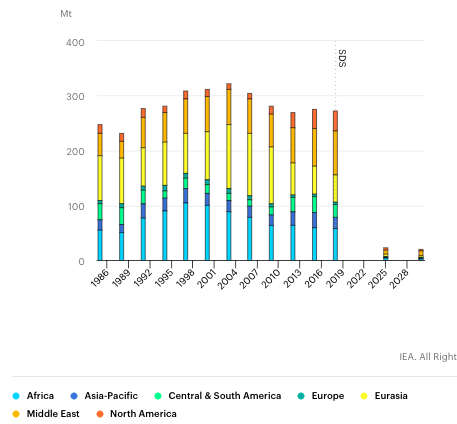 Mt
400
300
200
100
0
SDS
1986 1989 1992 1995 1998 2001 2004 2007 2010 2013 2016 2019 2022 2025 2028
IEA. All Right
Africa Asia-Pacific Central & South America Europe Eurasia
Middle East North America